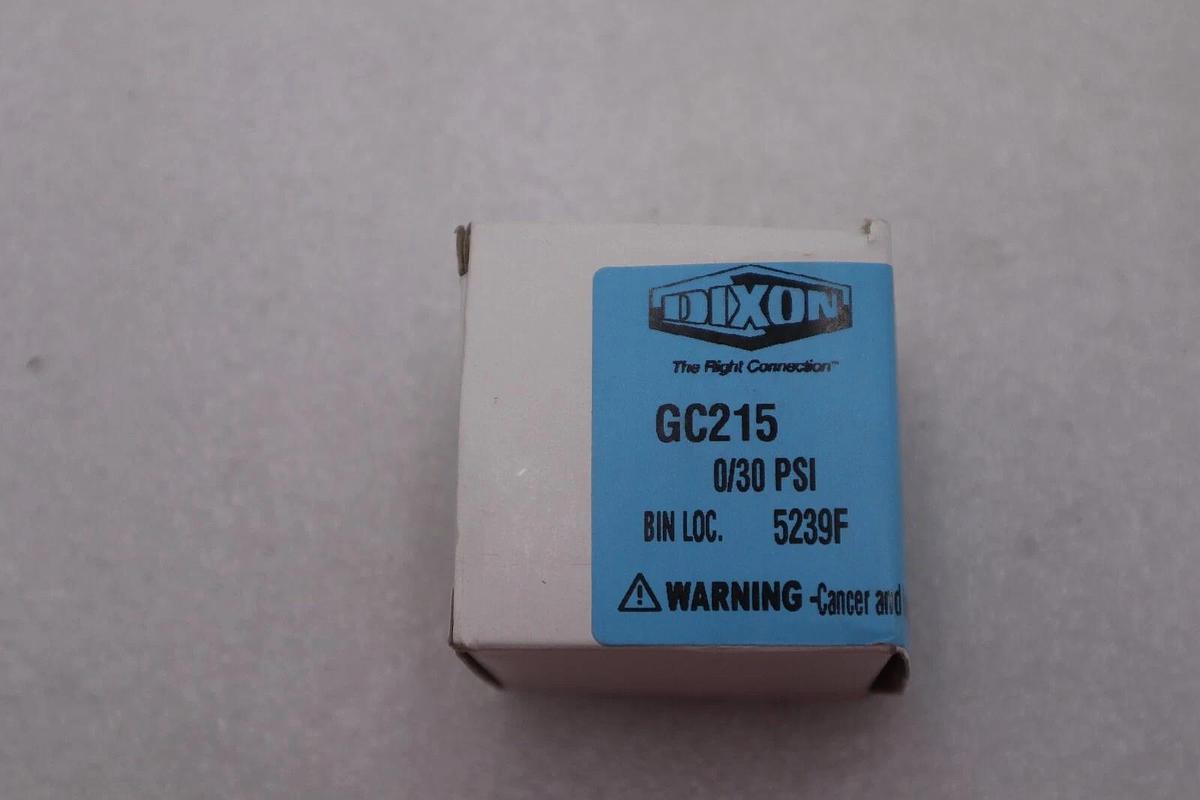 DIXON
The Right Connection™
GC215
0/30 PSI
BIN LOC. 5239F
WARNING -Cancer and